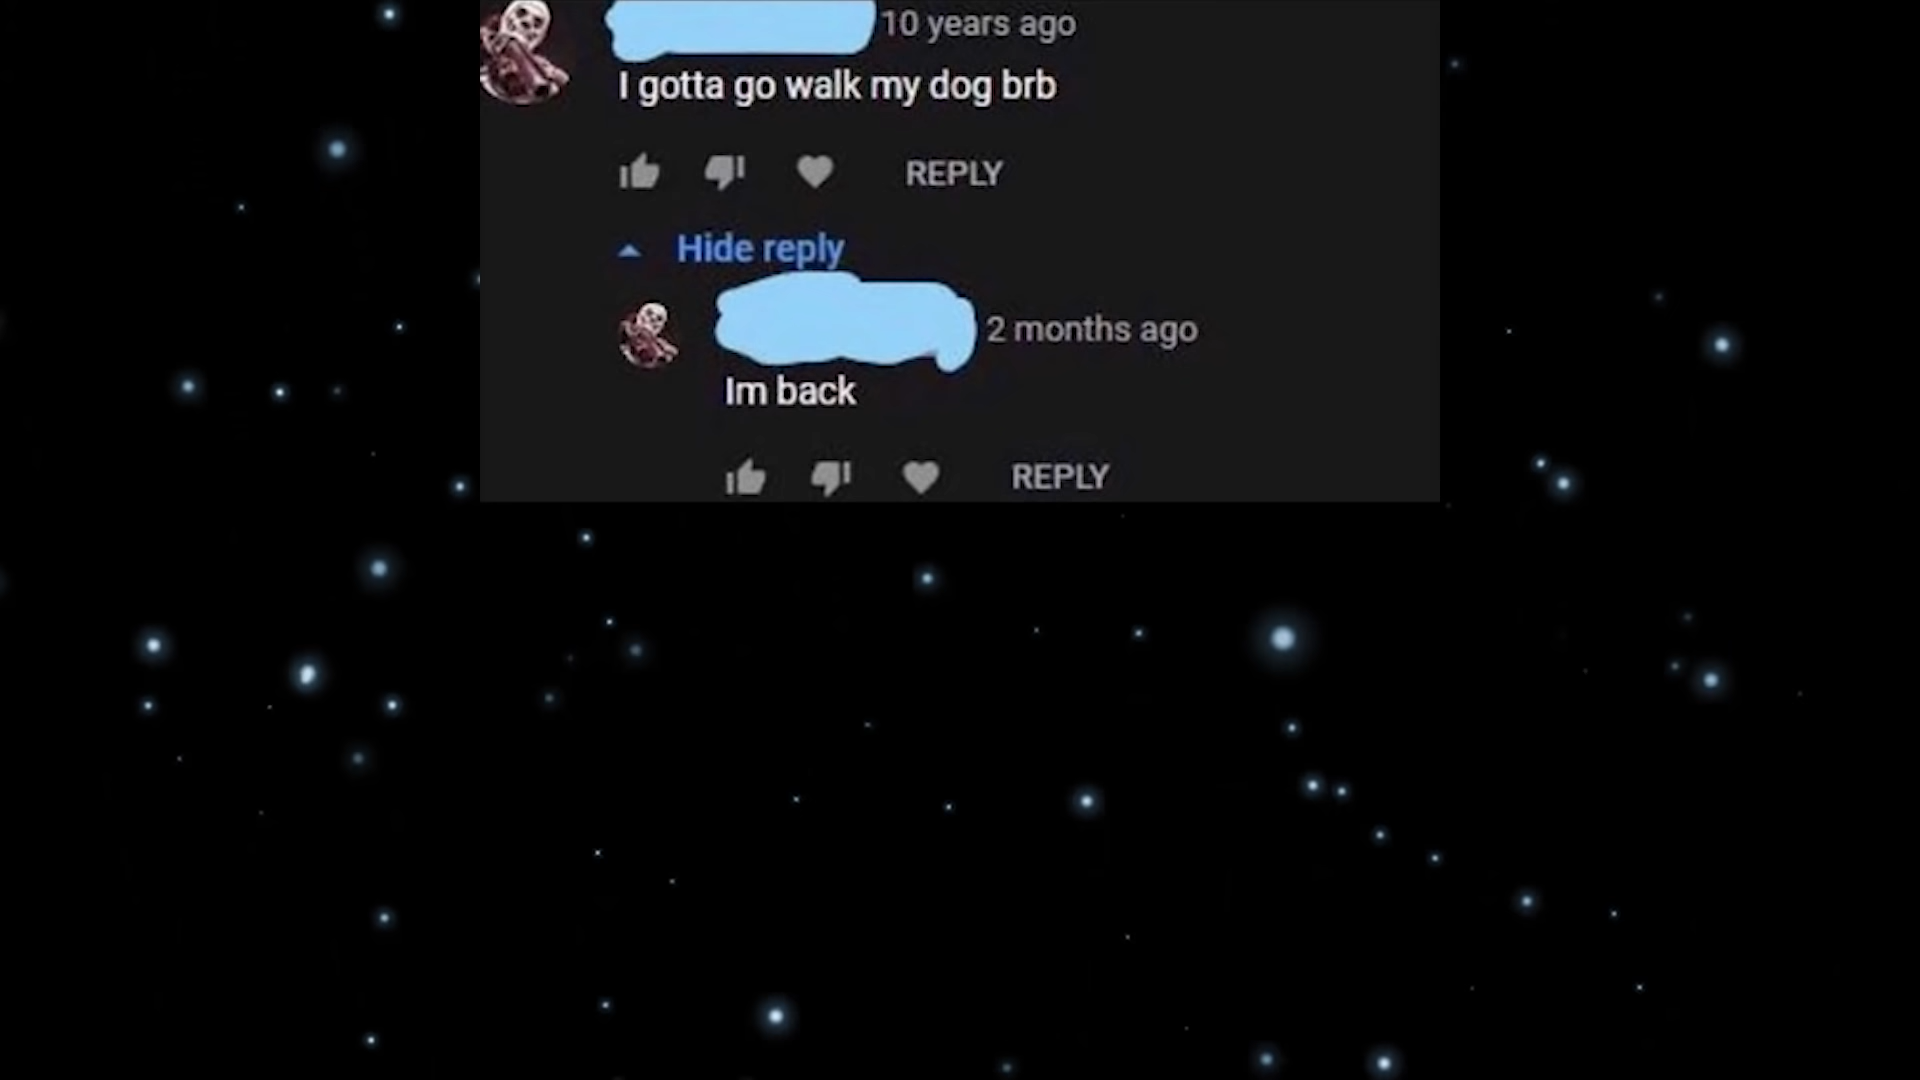 10 years ago
I gotta go walk my dog brb
REPLY
Hide reply
2 months ago
Im back
REPLY